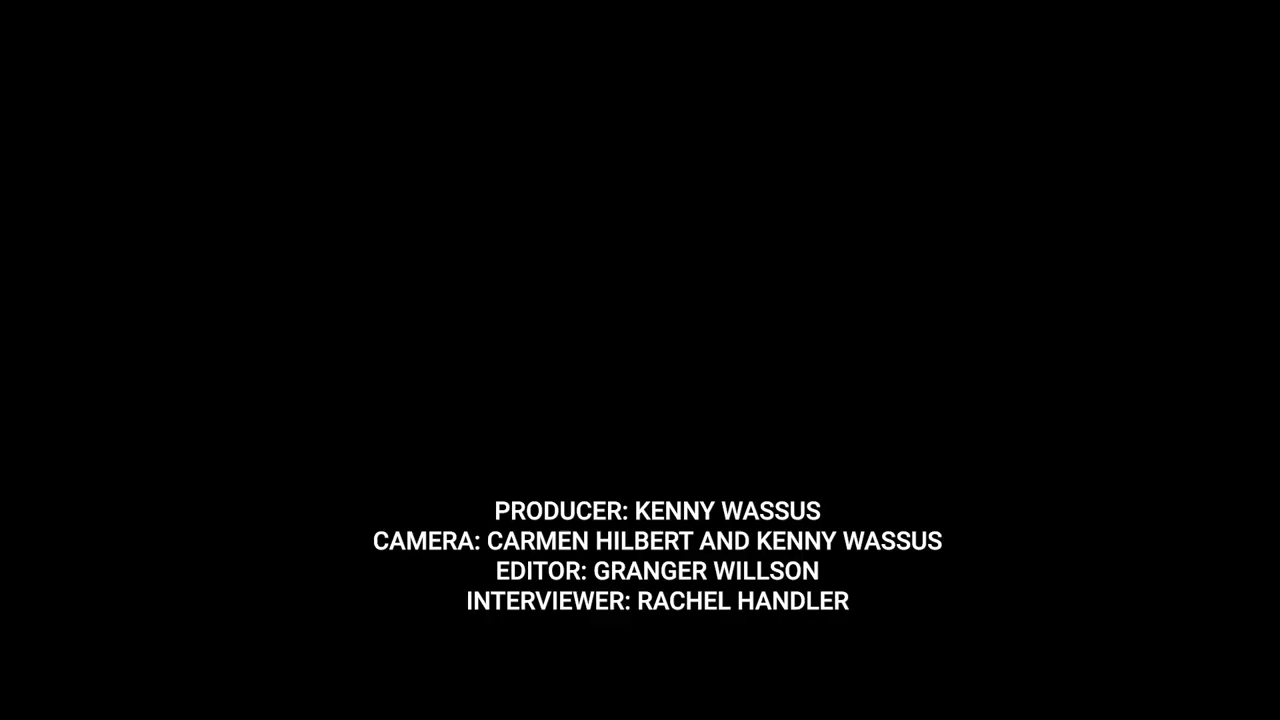 PRODUCER: KENNY WASSUS
CAMERA: CARMEN HILBERT AND KENNY WASSUS
EDITOR: GRANGER WILLSON
INTERVIEWER: RACHEL HANDLER